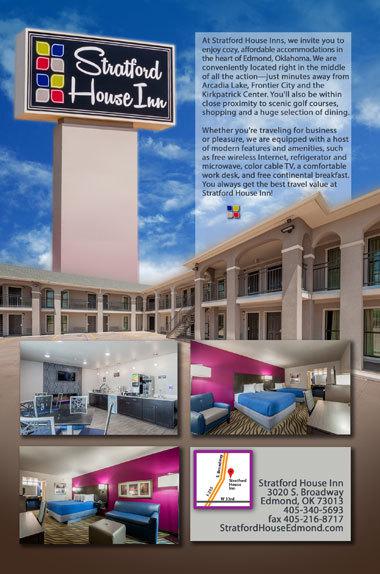 Stratford
House Inn
At Stratford House Inns, we invite you to
enjoy cozy, affordable accommodations in
the heart of Edmond, Oklahoma. We are
conveniently located right in the middle
of all the action—just minutes away from
Arcadia Lake, Frontier City and the
Kirkpatrick Center. You'll also be within
close proximity to scenic golf courses,
shopping and a huge selection of dining.
Whether you're traveling for business
or pleasure, we are equipped with a host
of modern features and amenities, such
as free wireless Internet, refrigerator and
microwave, color cable TV, a comfortable
work desk, and free continental breakfast.
You always get the best travel value at
Stratford House Inn!
S. Broadway
Stratford
House
Inn
W 33rd
Stratford House Inn
3020 S. Broadway
Edmond, OK 73013
405-340-5693
fax 405-216-8717
StratfordHouseEdmond.com